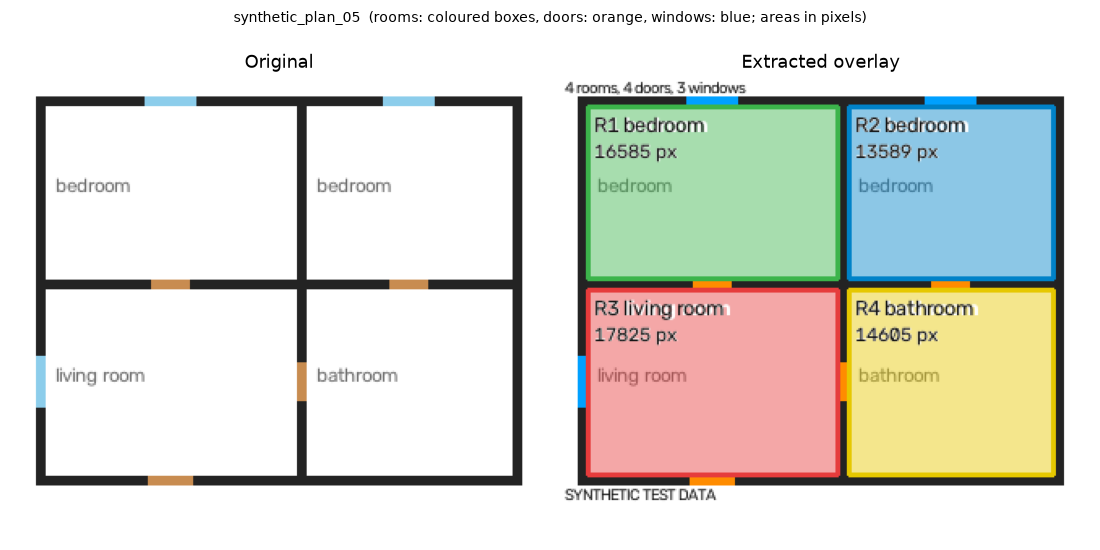 synthetic_plan_05 (rooms: coloured boxes, doors: orange, windows: blue; areas in pixels)
Original
bedroom
bedroom
living room
bathroom
Extracted overlay
4 rooms, 4 doors, 3 windows
R1 bedroom
16585 px
bedroom
R2 bedroom
13589 px
bedroom
R3 living room
17825 px
living room
R4 bathroom
14605 px
bathroom
SYNTHETIC TEST DATA